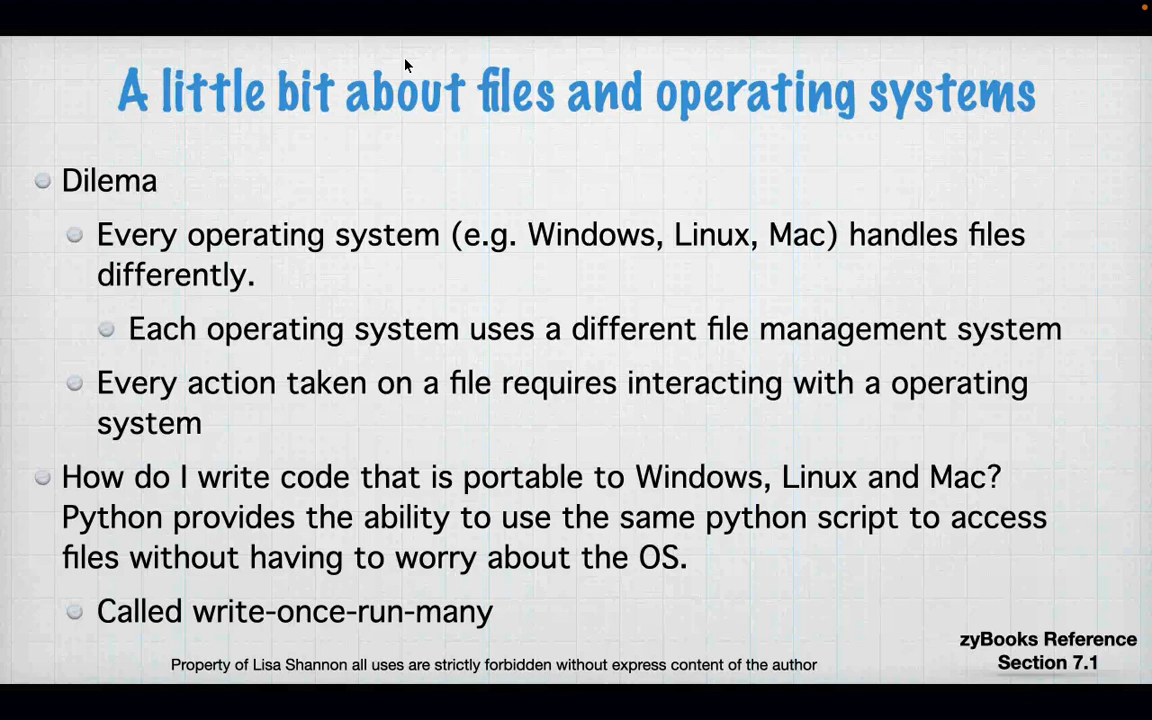 A little bit about files and operating systems
Dilema
Every operating system (e.g. Windows, Linux, Mac) handles files
differently.
Each operating system uses a different file management system
Every action taken on a file requires interacting with a operating
system
How do I write code that is portable to Windows, Linux and Mac?
Python provides the ability to use the same python script to access
files without having to worry about the OS.
Called write-once-run-many
zyBooks Reference
Section 7.1
Property of Lisa Shannon all uses are strictly forbidden without express content of the author